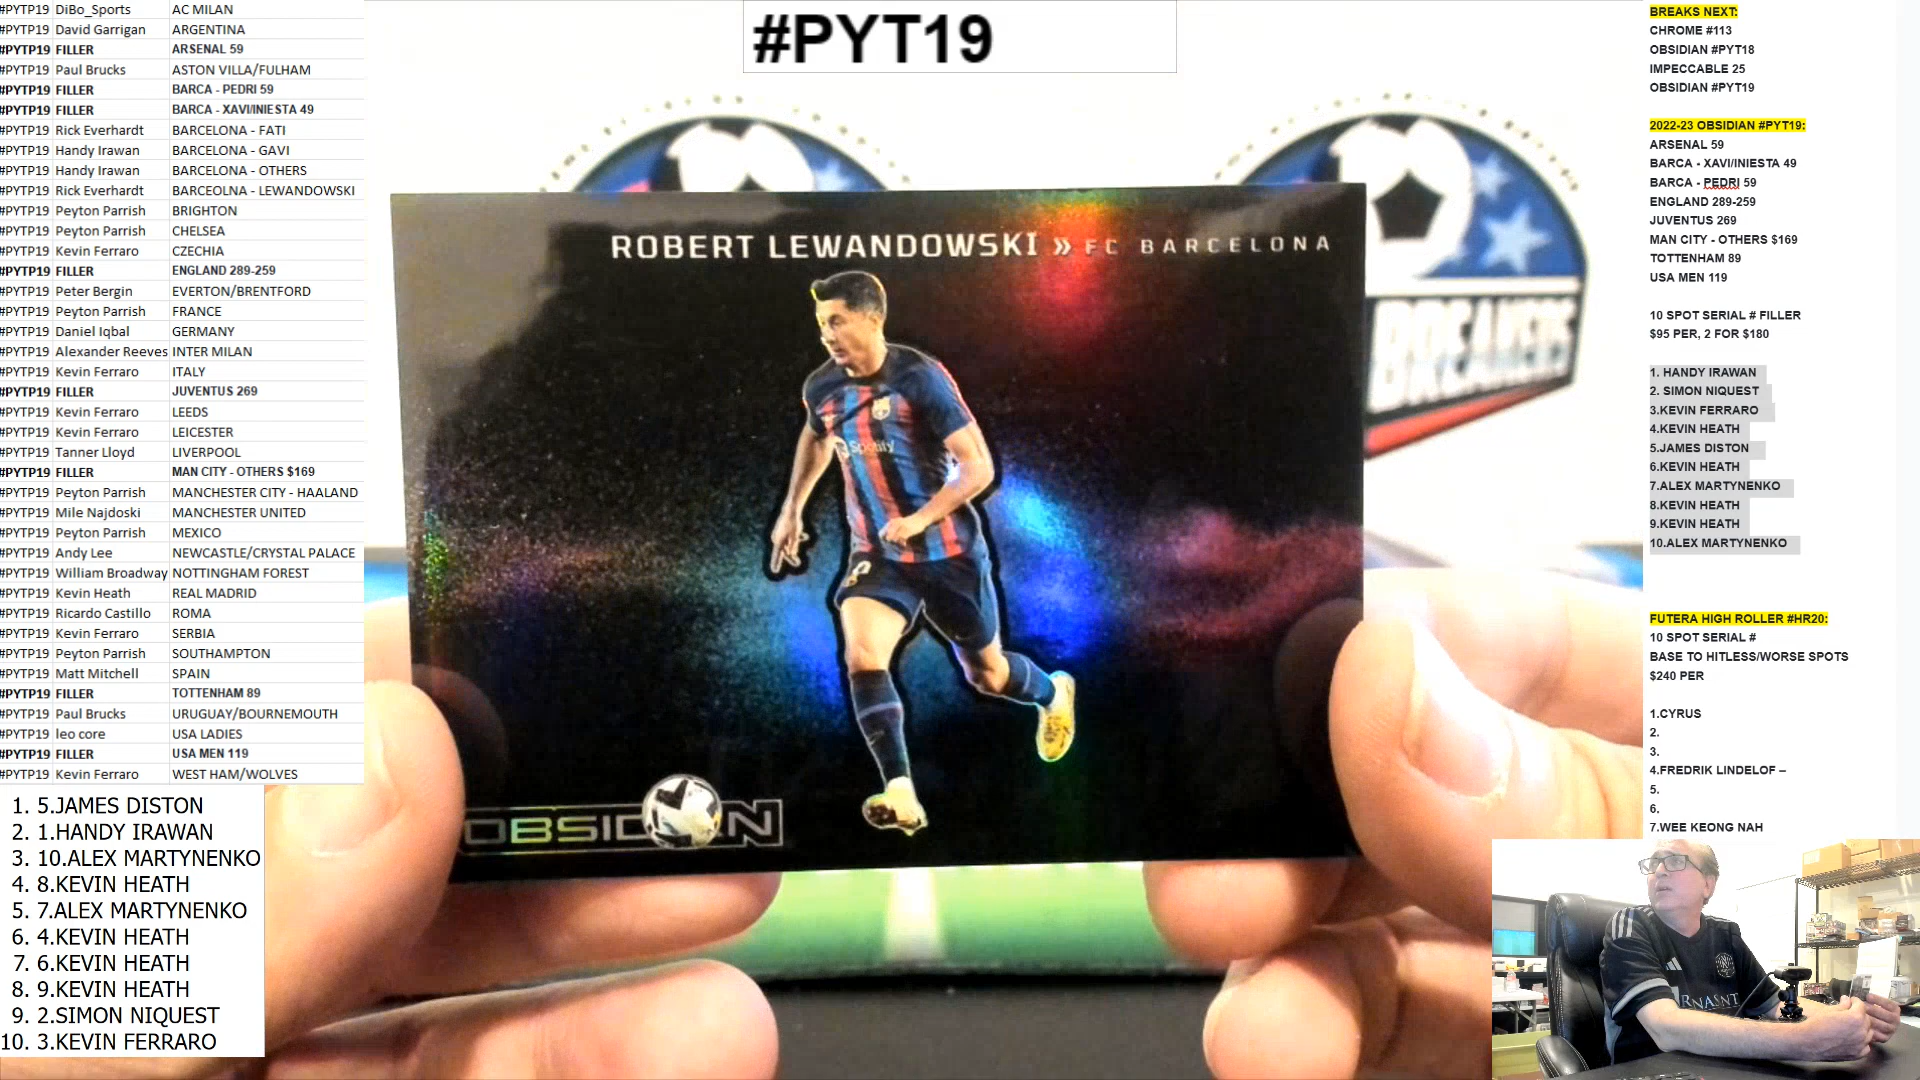 #PYTP19 DiBo_Sports AC MILAN
#PYTP19 David Garrigan ARGENTINA
#PYTP19 FILLER ARSENAL 59
#PYTP19 Paul Brucks ASTON VILLA/FULHAM
#PYTP19 FILLER BARCA - PEDRI 59
#PYTP19 FILLER BARCA - XAVI/INIESTA 49
#PYTP19 Rick Everhardt BARCELONA - FATI
#PYTP19 Handy Irawan BARCELONA - GAVI
#PYTP19 Handy Irawan BARCELONA - OTHERS
#PYTP19 Rick Everhardt BARCEOLNA - LEWANDOWSKI
#PYTP19 Peyton Parrish BRIGHTON
#PYTP19 Peyton Parrish CHELSEA
#PYTP19 Kevin Ferraro CZECHIA
#PYTP19 FILLER ENGLAND 289-259
#PYTP19 Peter Bergin EVERTON/BRENTFORD
#PYTP19 Peyton Parrish FRANCE
#PYTP19 Daniel Iqbal GERMANY
#PYTP19 Alexander Reeves INTER MILAN
#PYTP19 Kevin Ferraro ITALY
#PYTP19 FILLER JUVENTUS 269
#PYTP19 Kevin Ferraro LEEDS
#PYTP19 Kevin Ferraro LEICESTER
#PYTP19 Tanner Lloyd LIVERPOOL
#PYTP19 FILLER MAN CITY - OTHERS $169
#PYTP19 Peyton Parrish MANCHESTER CITY - HAALAND
#PYTP19 Mile Najdoski MANCHESTER UNITED
#PYTP19 Peyton Parrish MEXICO
#PYTP19 Andy Lee NEWCASTLE/CRYSTAL PALACE
#PYTP19 William Broadway NOTTINGHAM FOREST
#PYTP19 Kevin Heath REAL MADRID
#PYTP19 Ricardo Castillo ROMA
#PYTP19 Kevin Ferraro SERBIA
#PYTP19 Peyton Parrish SOUTHAMPTON
#PYTP19 Matt Mitchell SPAIN
#PYTP19 FILLER TOTTENHAM 89
#PYTP19 Paul Brucks URUGUAY/BOURNEMOUTH
#PYTP19 leo core USA LADIES
#PYTP19 FILLER USA MEN 119
#PYTP19 Kevin Ferraro WEST HAM/WOLVES
1. 5.JAMES DISTON
2. 1.HANDY IRAWAN
3. 10.ALEX MARTYNENKO
4. 8.KEVIN HEATH
5. 7.ALEX MARTYNENKO
6. 4.KEVIN HEATH
7. 6.KEVIN HEATH
8. 9.KEVIN HEATH
9. 2.SIMON NIQUEST
10. 3.KEVIN FERRARO
#PYT19
ROBERT LEWANDOWSKI » FC BARCELONA
Spotify
BREAKERS
BREAKS NEXT:
CHROME #113
OBSIDIAN #PYT18
IMPECCABLE 25
OBSIDIAN #PYT19
2022-23 OBSIDIAN #PYT19:
ARSENAL 59
BARCA - XAVI/INIESTA 49
BARCA - PEDRI 59
ENGLAND 289-259
JUVENTUS 269
MAN CITY - OTHERS $169
TOTTENHAM 89
USA MEN 119
10 SPOT SERIAL # FILLER
$95 PER, 2 FOR $180
1. HANDY IRAWAN
2. SIMON NIQUEST
3.KEVIN FERRARO
4.KEVIN HEATH
5.JAMES DISTON
6.KEVIN HEATH
7.ALEX MARTYNENKO
8.KEVIN HEATH
9.KEVIN HEATH
10.ALEX MARTYNENKO
FUTERA HIGH ROLLER #HR20:
10 SPOT SERIAL #
BASE TO HITLESS/WORSE SPOTS
$240 PER
1.CYRUS
2.
3.
4.FREDRIK LINDELOF –
5.
6.
7.WEE KEONG NAH